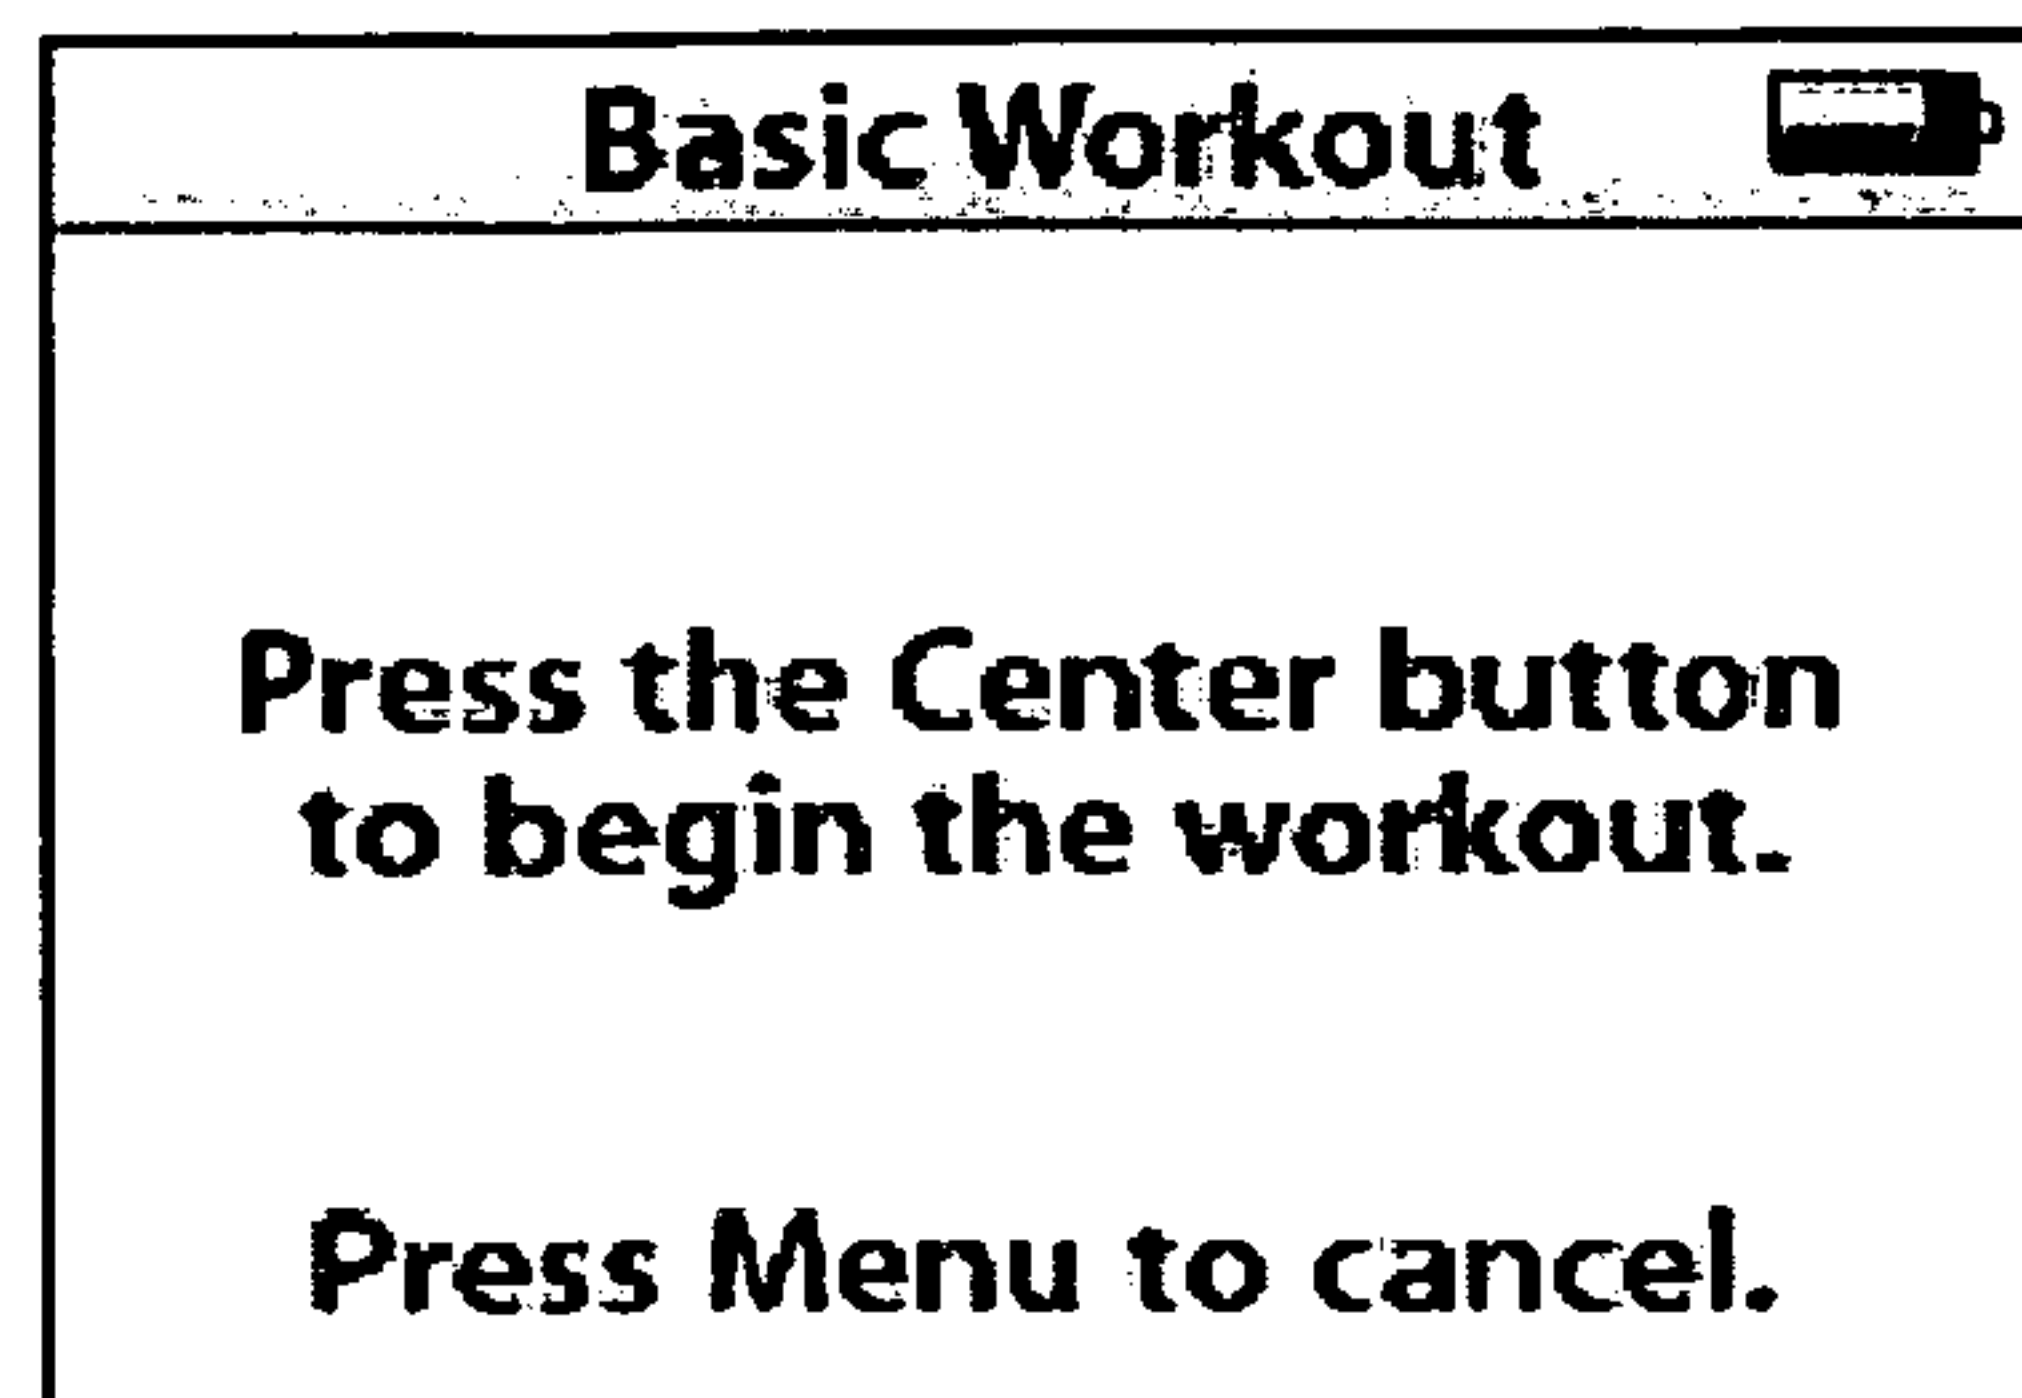 Basic Workout
Press the Center button
to begin the workout.
Press Menu to cancel.